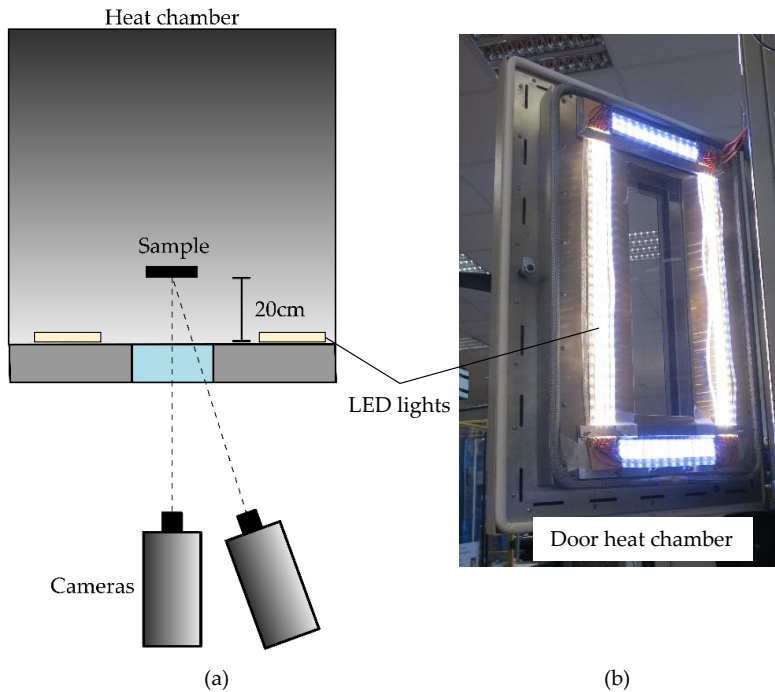 Heat chamber
Sample
20cm
LED lights
Door heat chamber
Cameras
(a)
(b)